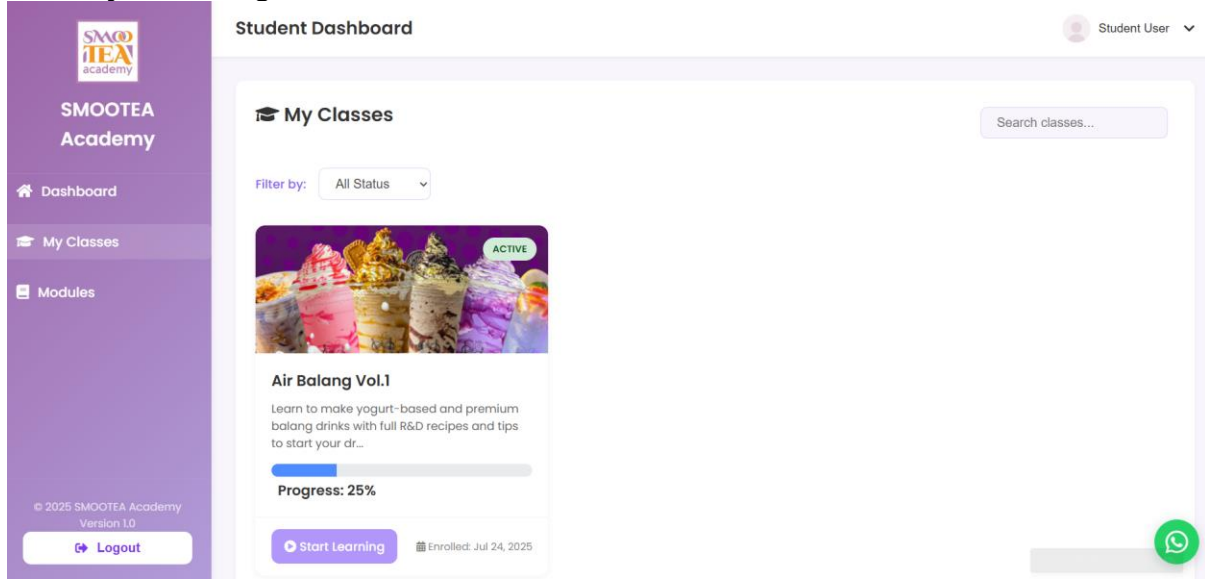 SMOO
TEA
academy
SMOOTEA
Academy
Dashboard
My Classes
Modules
© 2025 SMOOTEA Academy
Version 1.0
Logout
Student Dashboard
Student User
My Classes
Search classes...
Filter by:
All Status
ACTIVE
Air Balang Vol.1
Learn to make yogurt-based and premium
balang drinks with full R&D recipes and tips
to start your dr...
Progress: 25%
Start Learning
Enrolled: Jul 24, 2025